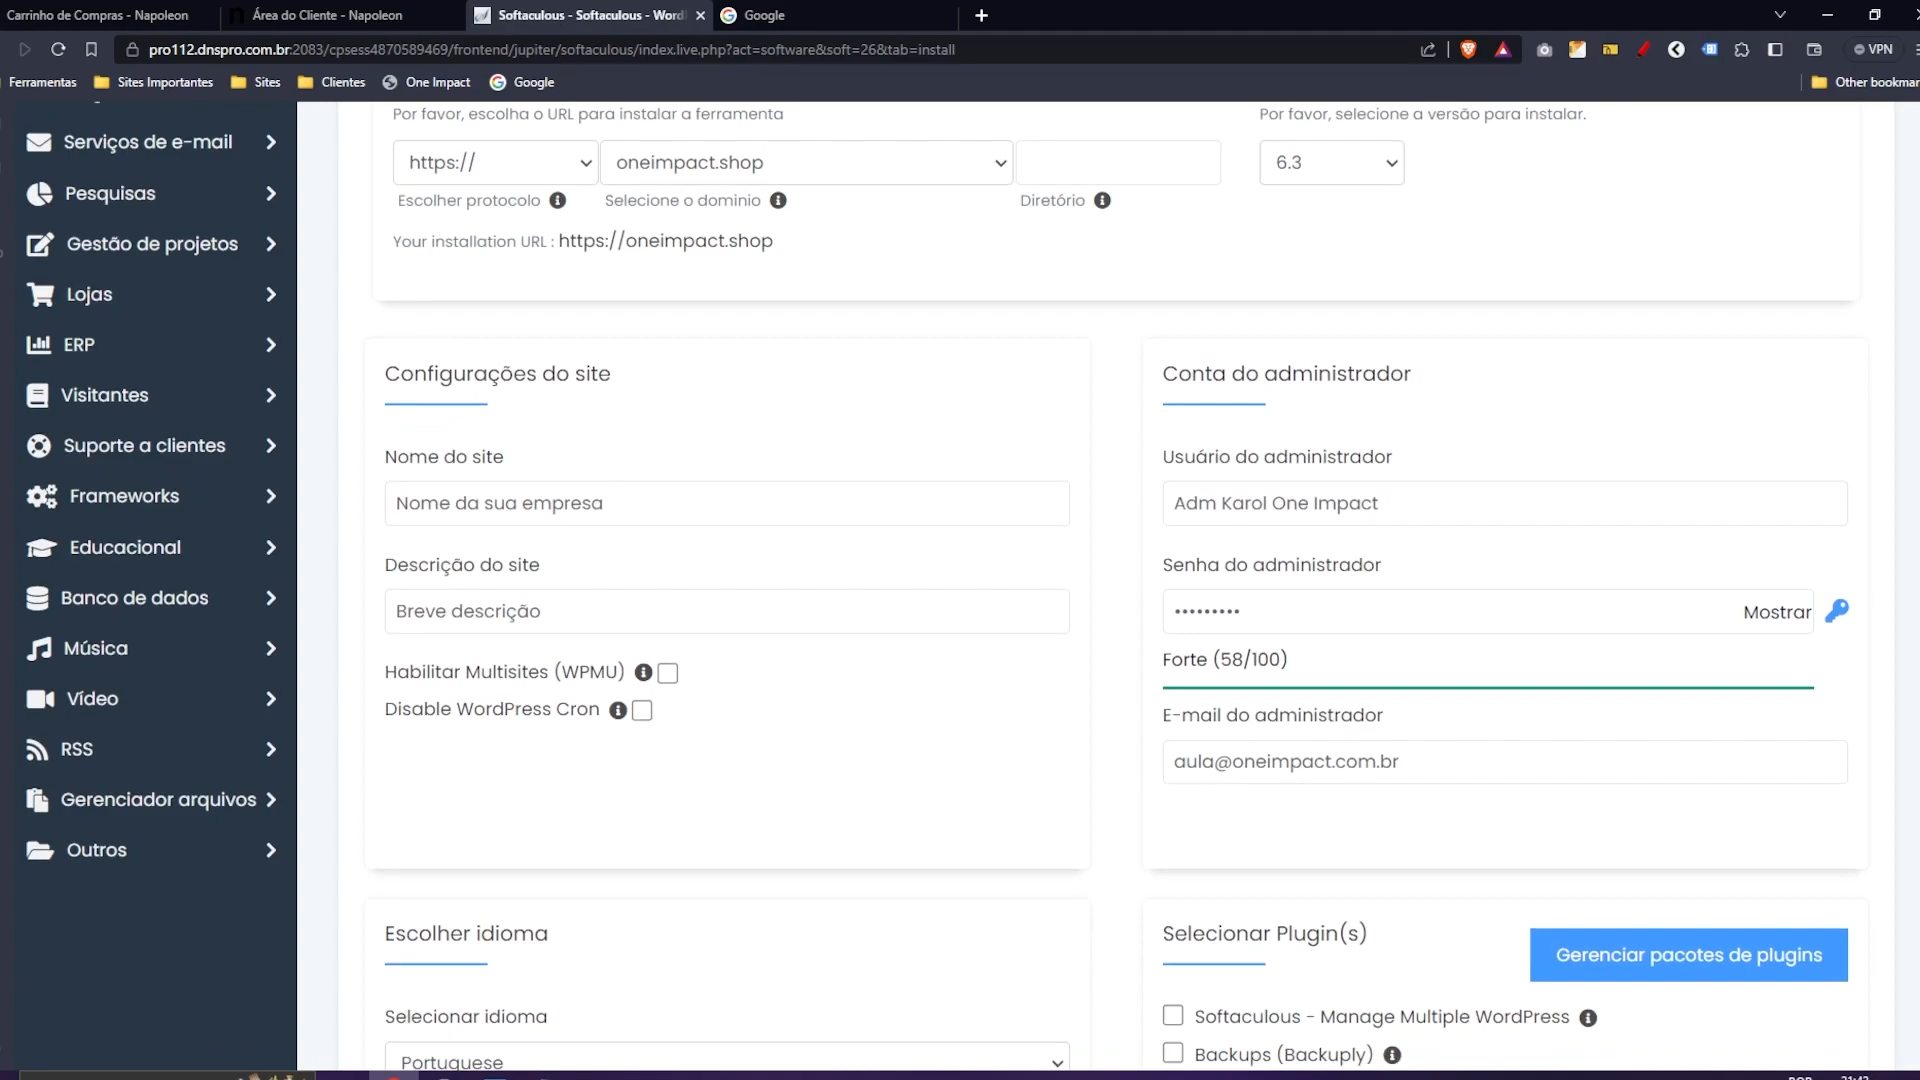 Carrinho de Compras - Napoleon
Área do Cliente - Napoleon
Softaculous - Softaculous - Word
Google
pro112.dnspro.com.br:2083/cpsess4870589469/frontend/jupiter/softaculous/index.live.php?act=software&soft=26&tab=install
VPN
Ferramentas
Sites Importantes
Sites
Clientes
One Impact
Google
Other bookmar
Serviços de e-mail
Pesquisas
Gestão de projetos
Lojas
ERP
Visitantes
Suporte a clientes
Frameworks
Educacional
Banco de dados
Música
Vídeo
RSS
Gerenciador arquivos
Outros
Por favor, escolha o URL para instalar a ferramenta
Por favor, selecione a versão para instalar.
https://
oneimpact.shop
6.3
Escolher protocolo
Selecione o dominio
Diretório
Your installation URL : https://oneimpact.shop
Configurações do site
Nome do site
Nome da sua empresa
Descrição do site
Breve descrição
Habilitar Multisites (WPMU)
Disable WordPress Cron
Conta do administrador
Usuário do administrador
Adm Karol One Impact
Senha do administrador
•••••••••
Mostrar
Forte (58/100)
E-mail do administrador
aula@oneimpact.com.br
Escolher idioma
Selecionar idioma
Portuguese
Selecionar Plugin(s)
Gerenciar pacotes de plugins
Softaculous - Manage Multiple WordPress
Backups (Backuply)